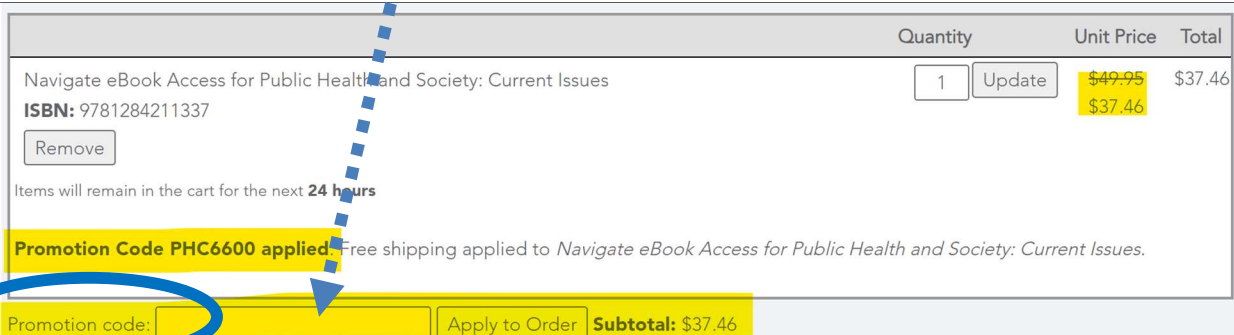 Quantity Unit Price Total
Navigate eBook Access for Public Health and Society: Current Issues 1 Update $49.95 $37.46
ISBN: 9781284211337 $37.46
Remove
Items will remain in the cart for the next 24 hours
Promotion Code PHC6600 applied. Free shipping applied to Navigate eBook Access for Public Health and Society: Current Issues.
Promotion code: Apply to Order Subtotal: $37.46